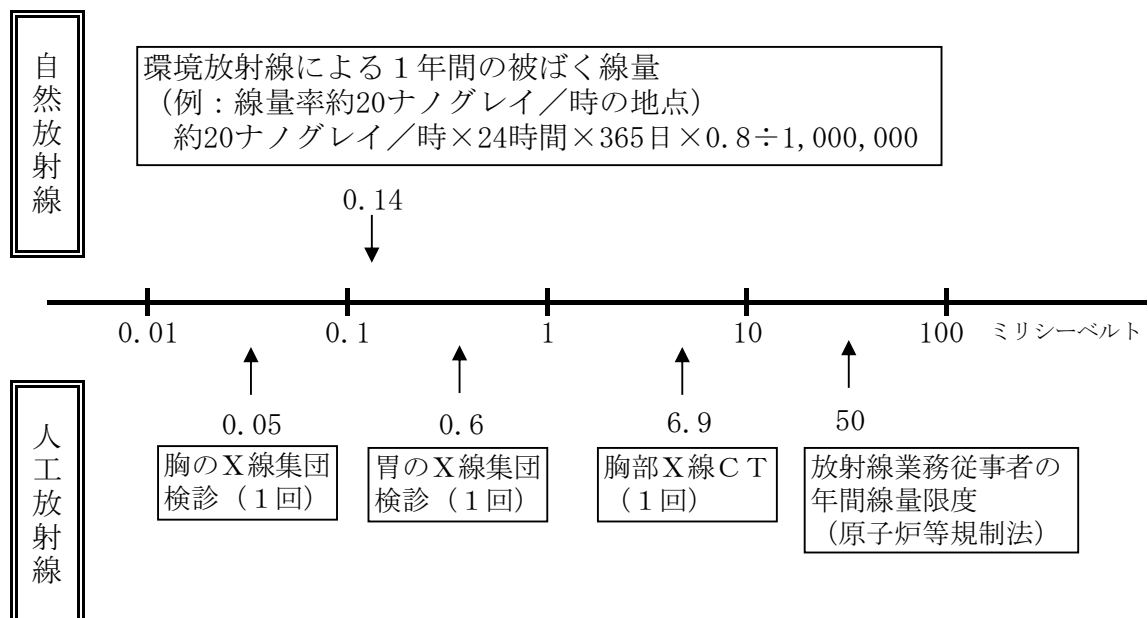 自然放射線
環境放射線による１年間の被ばく線量
（例：線量率約20ナノグレイ／時の地点）
約20ナノグレイ／時×24時間×365日×0.8÷1,000,000
0.14
0.01
0.1
1
10
100
ミリシーベルト
人工放射線
0.05
胸のＸ線集団
検診（１回）
0.6
胃のＸ線集団
検診（１回）
6.9
胸部Ｘ線ＣＴ
（１回）
50
放射線業務従事者の
年間線量限度
（原子炉等規制法）